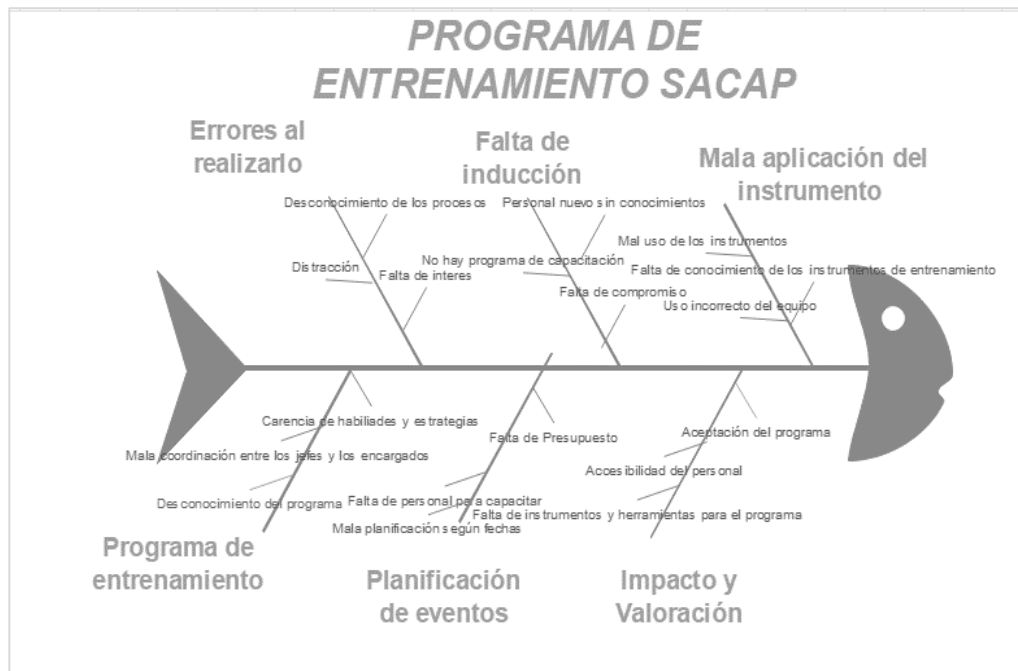 PROGRAMA DE
ENTRENAMIENTO SACAP
Errores al
realizarlo
Falta de
inducción
Mala aplicación del
instrumento
Desconocimiento de los procesos
Distracción
Falta de interes
Personal nuevo sin conocimientos
No hay programa de capacitación
Falta de compromiso
Mal uso de los instrumentos
Falta de conocimiento de los instrumentos de entrenamiento
Uso incorrecto del equipo
Carencia de habiliades y estrategias
Mala coordinación entre los jefes y los encargados
Desconocimiento del programa
Falta de Presupuesto
Falta de personal para capacitar
Mala planificación según fechas
Aceptación del programa
Accesibilidad del personal
Falta de instrumentos y herramientas para el programa
Programa de
entrenamiento
Planificación
de eventos
Impacto y
Valoración